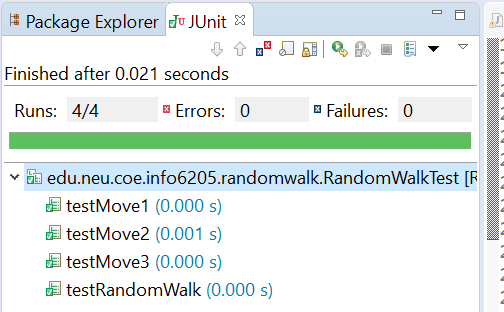 Package Explorer JUnit
Finished after 0.021 seconds
Runs: 4/4 Errors: 0 Failures: 0
edu.neu.coe.info6205.randomwalk.RandomWalkTest [R
testMove1 (0.000 s)
testMove2 (0.001 s)
testMove3 (0.000 s)
testRandomWalk (0.000 s)